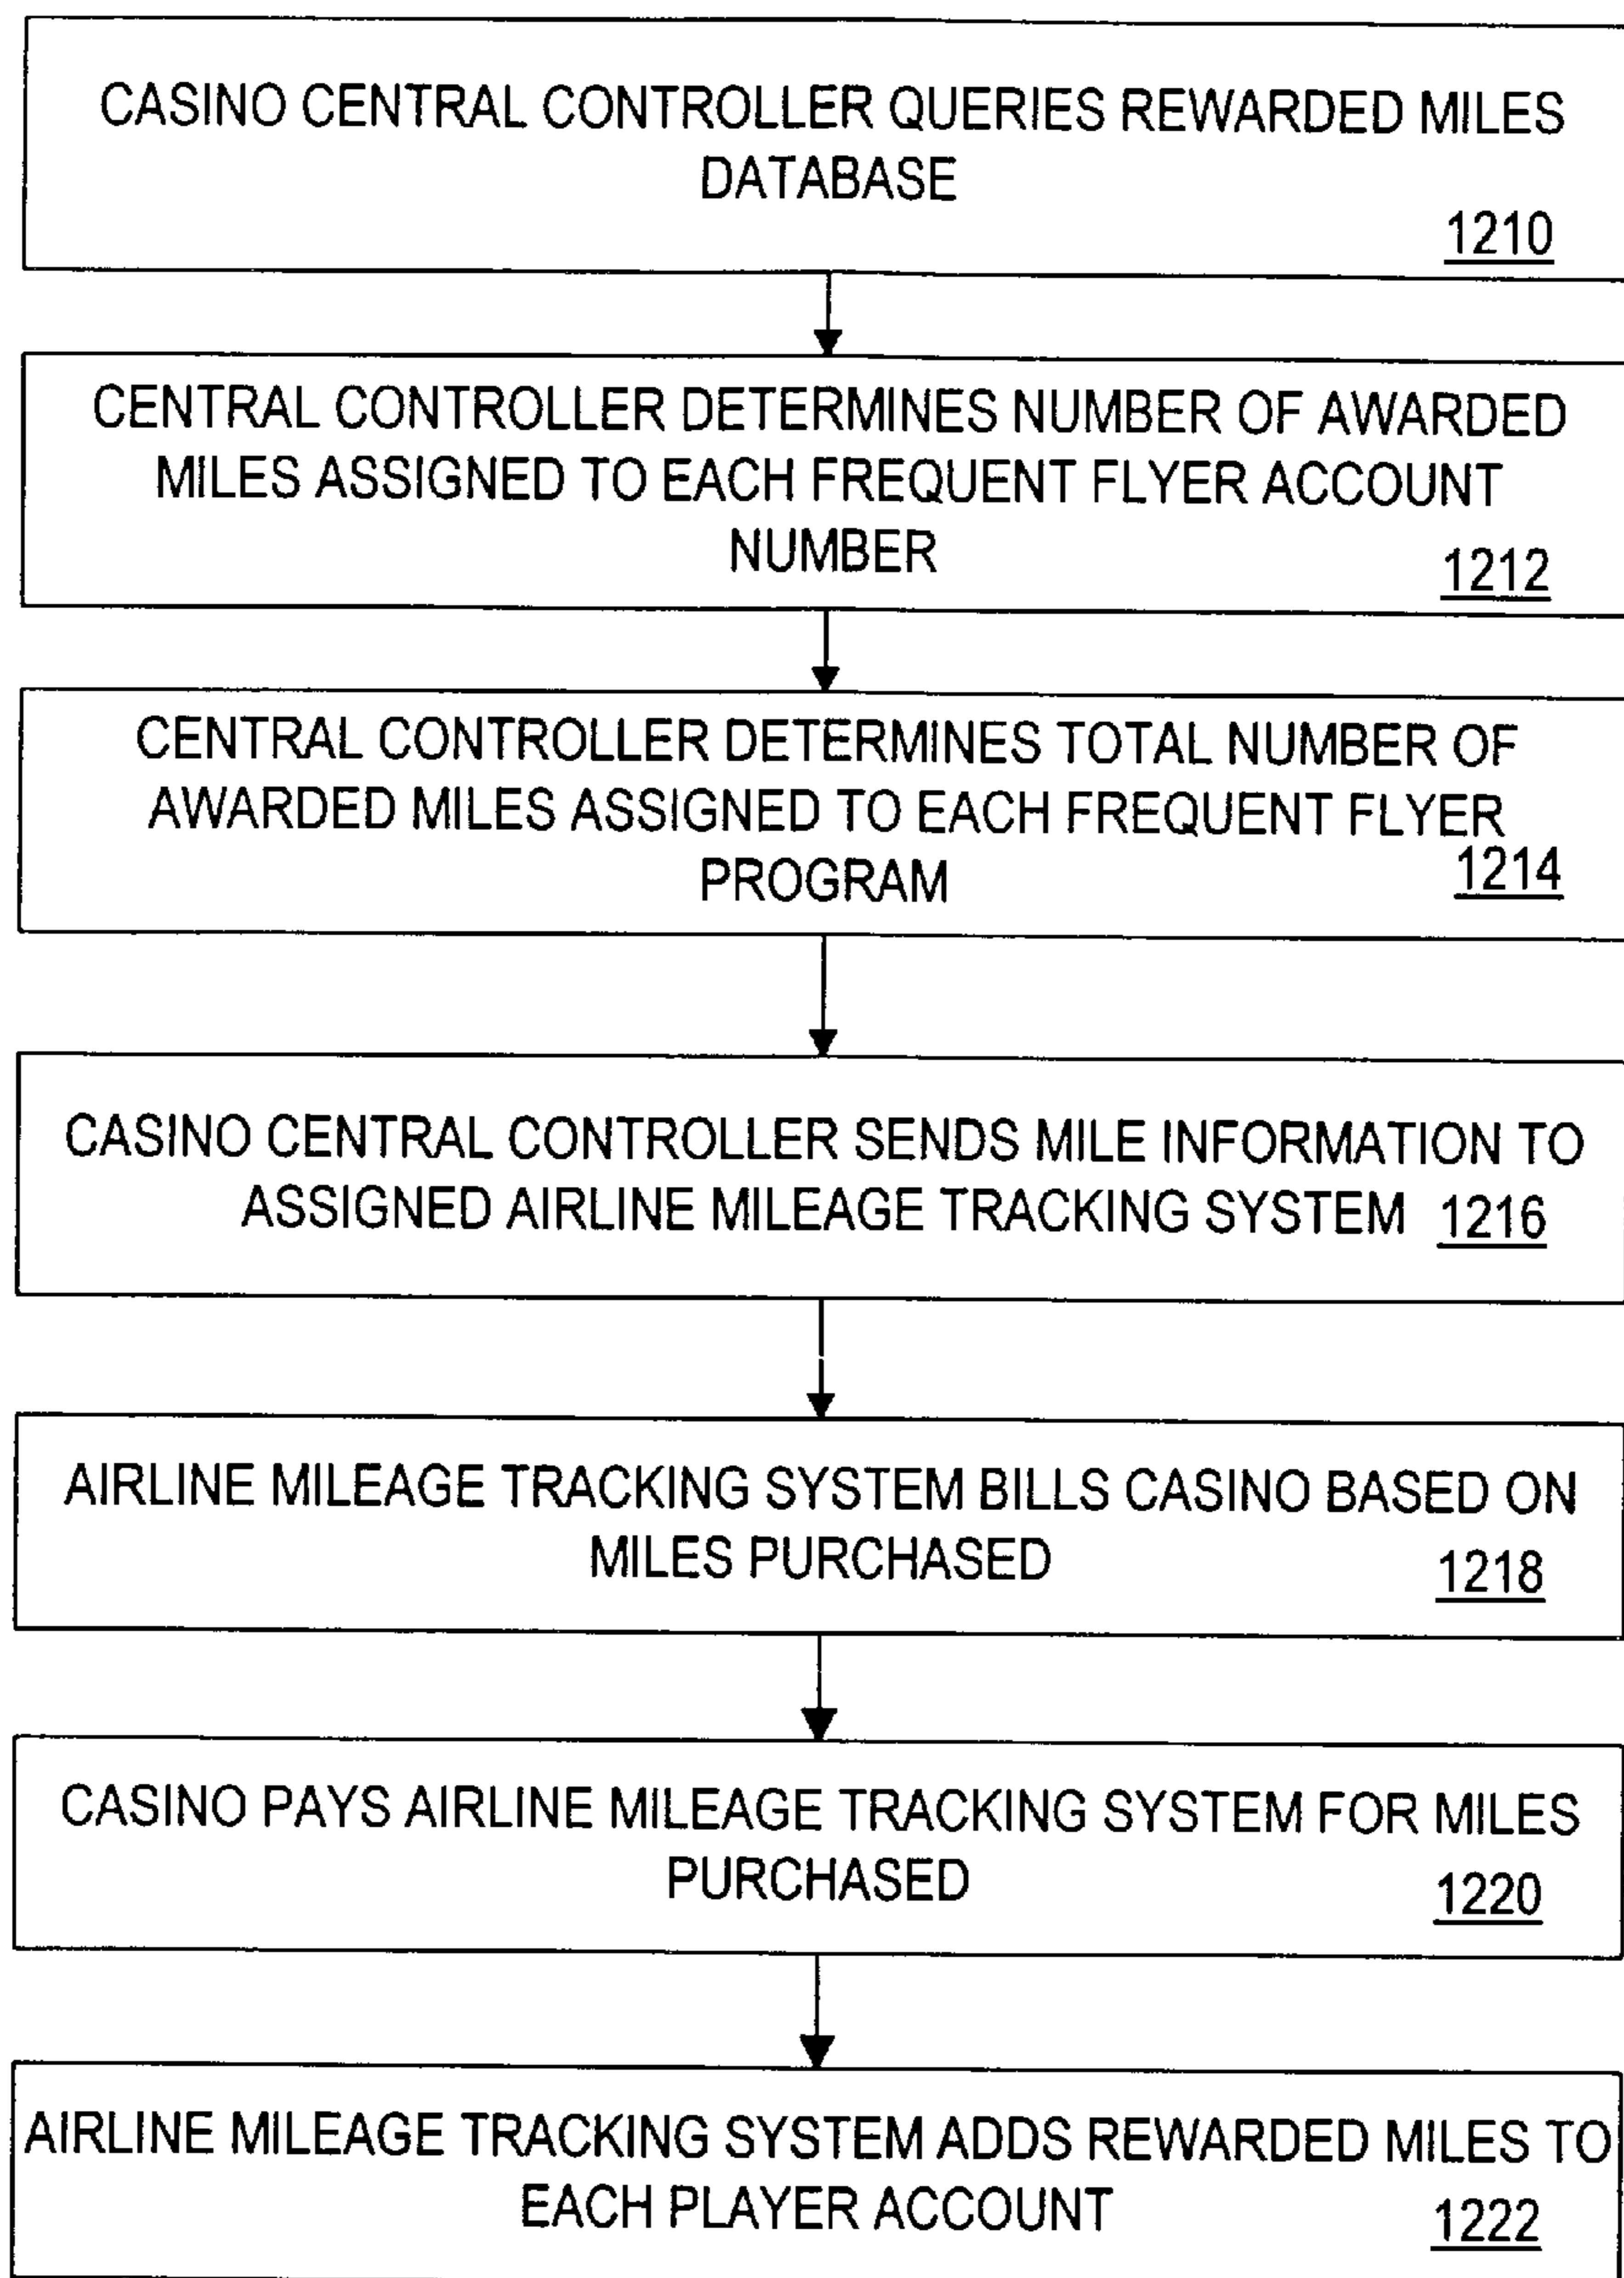 CASINO CENTRAL CONTROLLER QUERIES REWARDED MILES
DATABASE
1210
CENTRAL CONTROLLER DETERMINES NUMBER OF AWARDED
MILES ASSIGNED TO EACH FREQUENT FLYER ACCOUNT
NUMBER
1212
CENTRAL CONTROLLER DETERMINES TOTAL NUMBER OF
AWARDED MILES ASSIGNED TO EACH FREQUENT FLYER
PROGRAM
1214
CASINO CENTRAL CONTROLLER SENDS MILE INFORMATION TO
ASSIGNED AIRLINE MILEAGE TRACKING SYSTEM 1216
AIRLINE MILEAGE TRACKING SYSTEM BILLS CASINO BASED ON
MILES PURCHASED
1218
CASINO PAYS AIRLINE MILEAGE TRACKING SYSTEM FOR MILES
PURCHASED
1220
AIRLINE MILEAGE TRACKING SYSTEM ADDS REWARDED MILES TO
EACH PLAYER ACCOUNT
1222